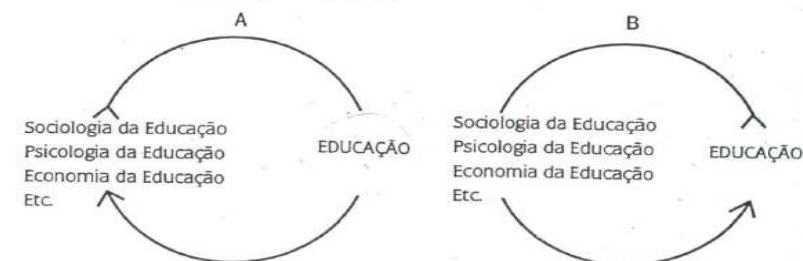 A
Sociologia da Educação
Psicologia da Educação
Economia da Educação
Etc.
EDUCAÇÃO
B
Sociologia da Educação
Psicologia da Educação
Economia da Educação
Etc.
EDUCAÇÃO